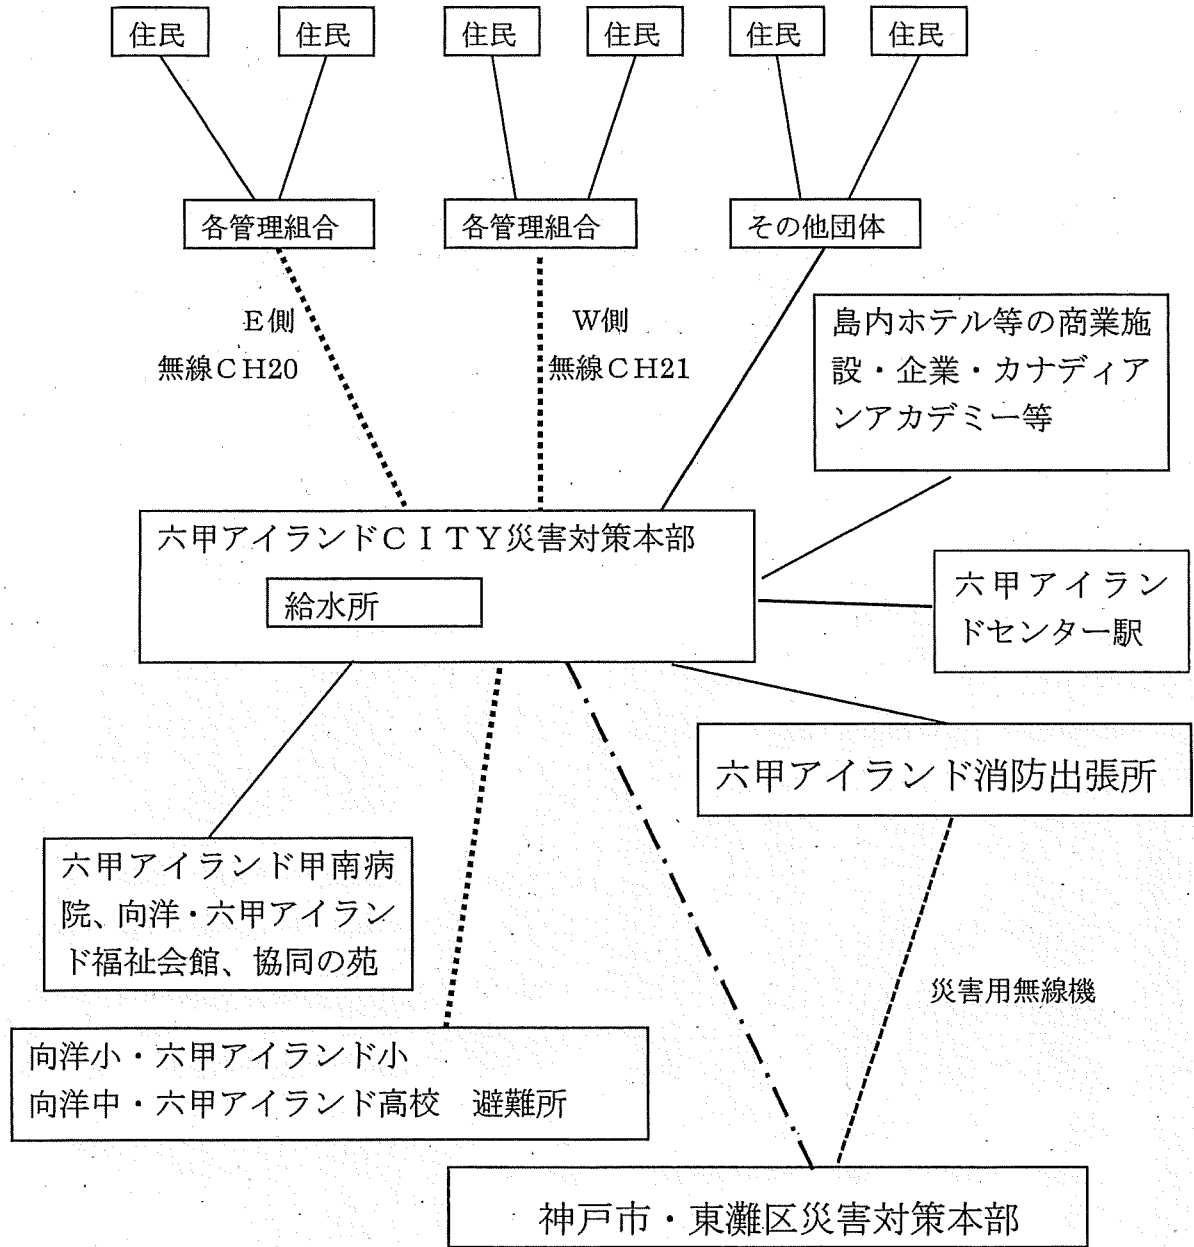 住民
住民
住民
住民
住民
住民
各管理組合
各管理組合
その他団体
E側
無線CH20
W側
無線CH21
島内ホテル等の商業施
設・企業・カナディア
ンアカデミー等
六甲アイランドCITY災害対策本部
給水所
六甲アイラン
ドセンター駅
六甲アイランド消防出張所
六甲アイランド甲南病
院、向洋・六甲アイラン
ド福祉会館、協同の苑
災害用無線機
向洋小・六甲アイランド小
向洋中・六甲アイランド高校　避難所
神戸市・東灘区災害対策本部